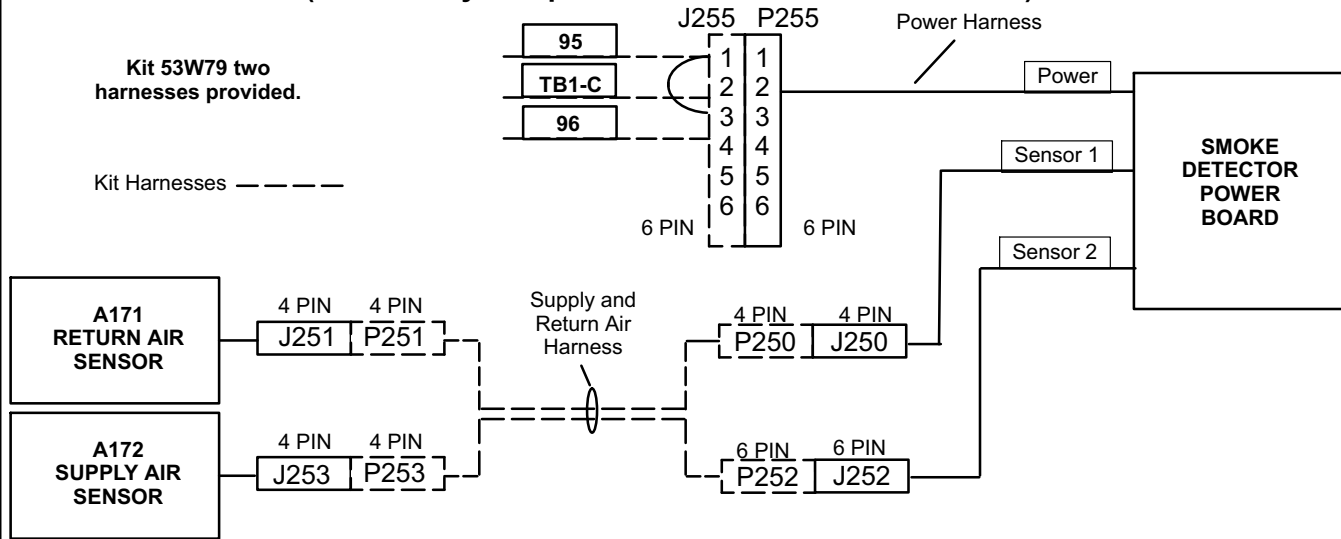 J255 P255
Power Harness
95
TB1-C
96
1 1
2 2
3 3
4 4
5 5
6 6
6 PIN 6 PIN
Kit 53W79 two
harnesses provided.
Kit Harnesses
Power
Sensor 1
Sensor 2
SMOKE
DETECTOR
POWER
BOARD
A171
RETURN AIR
SENSOR
4 PIN 4 PIN
J251 P251
Supply and
Return Air
Harness
4 PIN 4 PIN
P250 J250
A172
SUPPLY AIR
SENSOR
4 PIN 4 PIN
J253 P253
6 PIN 6 PIN
P252 J252